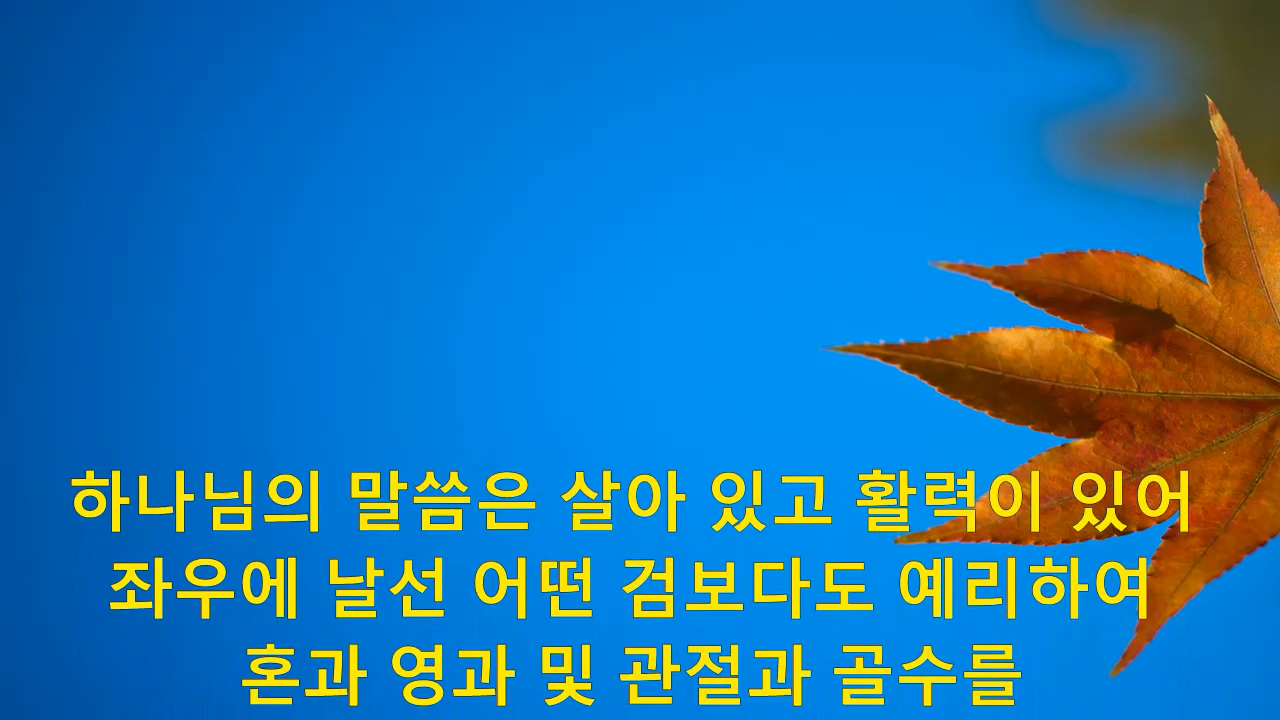 하나님의 말씀은 살아 있고 활력이 있어
좌우에 날선 어떤 검보다도 예리하여
혼과 영과 및 관절과 골수를